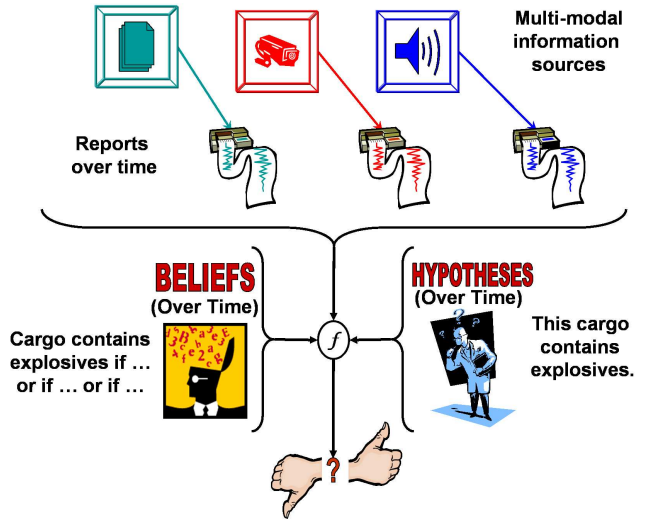 Multi-modal
information
sources
Reports
over time
BELIEFS
(Over Time)
HYPOTHESES
(Over Time)
Cargo contains
explosives if …
or if … or if …
f
This cargo
contains
explosives.
?